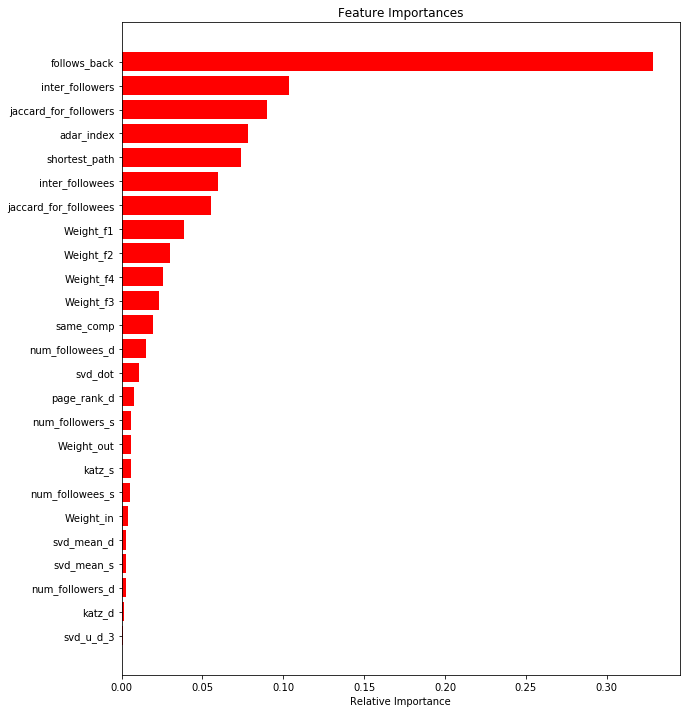 Feature Importances
follows_back
inter_followers
jaccard_for_followers
adar_index
shortest_path
inter_followees
jaccard_for_followees
Weight_f1
Weight_f2
Weight_f4
Weight_f3
same_comp
num_followees_d
svd_dot
page_rank_d
num_followers_s
Weight_out
katz_s
num_followees_s
Weight_in
svd_mean_d
svd_mean_s
num_followers_d
katz_d
svd_u_d_3
0.00 0.05 0.10 0.15 0.20 0.25 0.30
Relative Importance